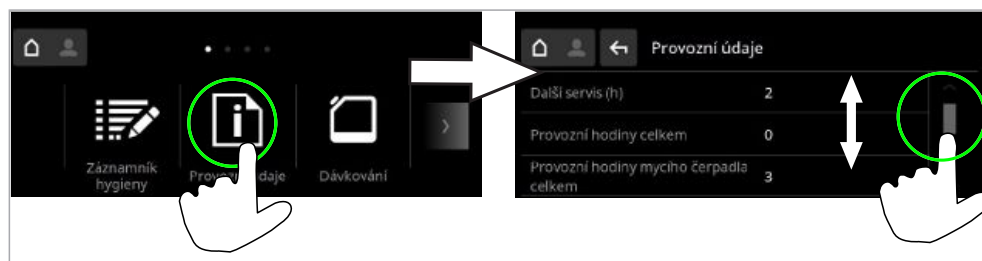 Provozní údaje
Další servis (h) 2
Provozní hodiny celkem 0
Provozní hodiny mycího čerpadla
celkem 3
Záznamník
hygieny
Dávkování